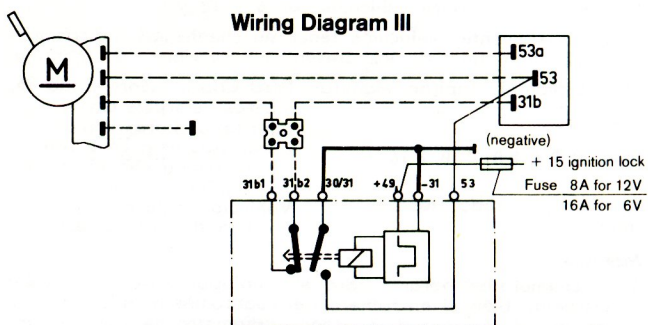 Wiring Diagram III
M
53a
53
31b
(negative)
+ 15 ignition lock
Fuse 8A for 12V
16A for 6V
31b1 31b2 30/31 +49 -31 53